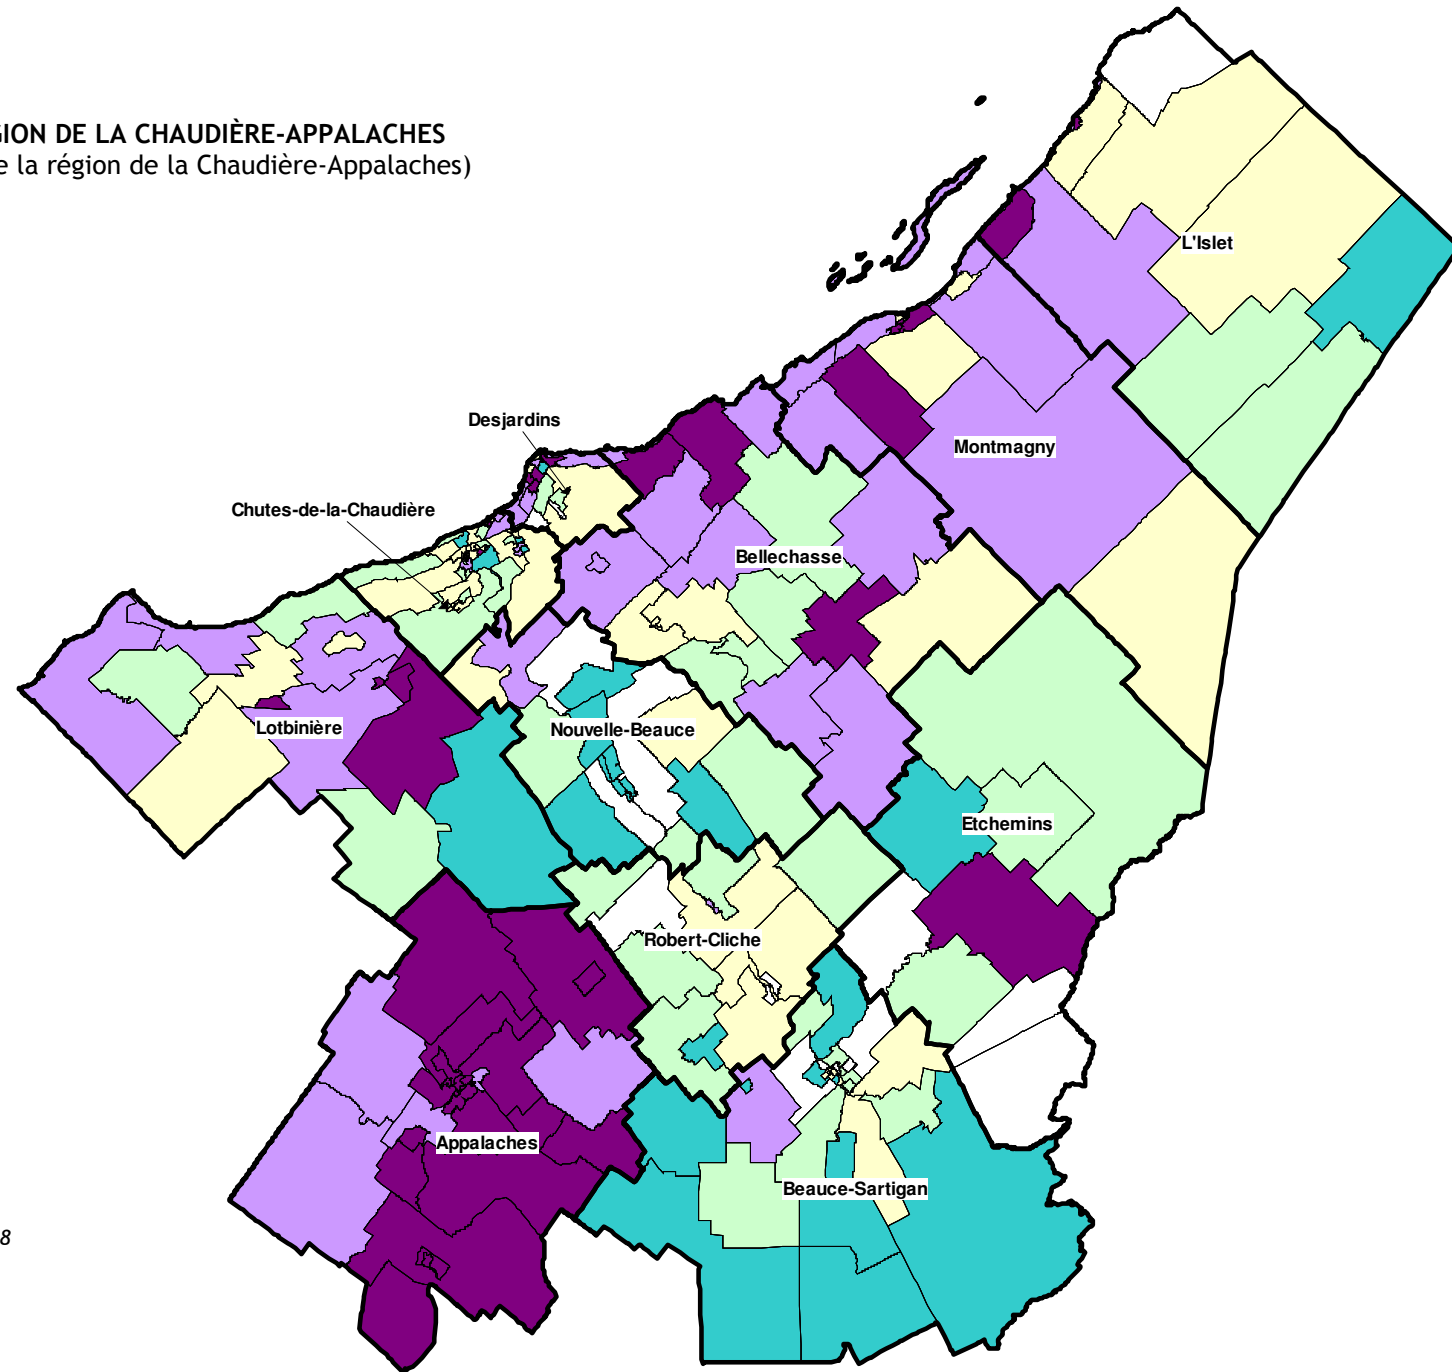 GION DE LA CHAUDIÈRE-APPALACHES
e la région de la Chaudière-Appalaches)
L'Islet
Desjardins
Montmagny
Chutes-de-la-Chaudière
Bellechasse
Lotbinière
Nouvelle-Beauce
Etchemins
Robert-Cliche
Appalaches
Beauce-Sartigan
8